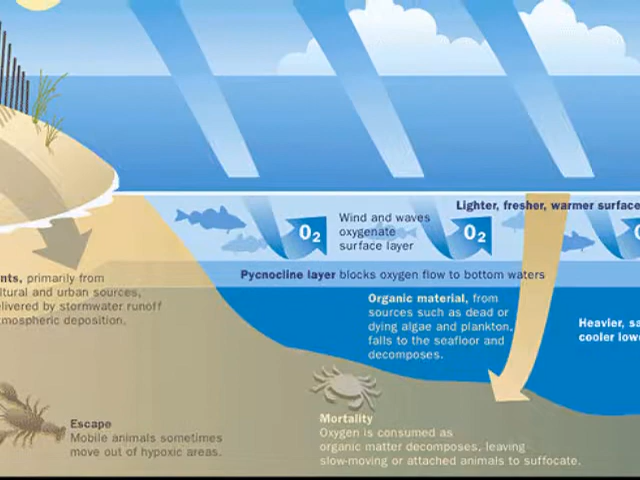 Lighter, fresher, warmer surface
Wind and waves
oxygenate
surface layer
O2
O2
Pycnocline layer blocks oxygen flow to bottom waters
nts, primarily from
ltural and urban sources,
elivered by stormwater runoff
tmospheric deposition.
Organic material, from
sources such as dead or
dying algae and plankton,
falls to the seafloor and
decomposes.
Heavier, sa
cooler lowe
Escape
Mobile animals sometimes
move out of hypoxic areas.
Mortality
Oxygen is consumed as
organic matter decomposes, leaving
slow-moving or attached animals to suffocate.